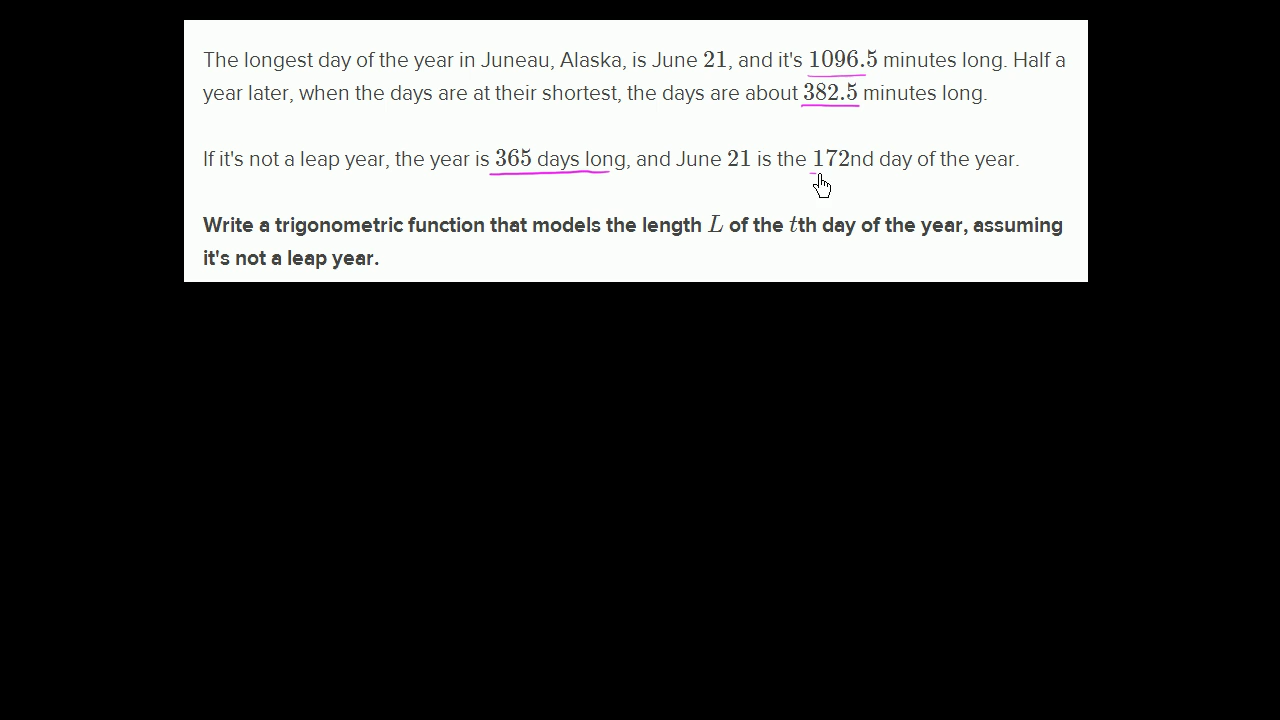 The longest day of the year in Juneau, Alaska, is June 21, and it's 1096.5 minutes long. Half a
year later, when the days are at their shortest, the days are about 382.5 minutes long.
If it's not a leap year, the year is 365 days long, and June 21 is the 172nd day of the year.
Write a trigonometric function that models the length L of the tth day of the year, assuming
it's not a leap year.